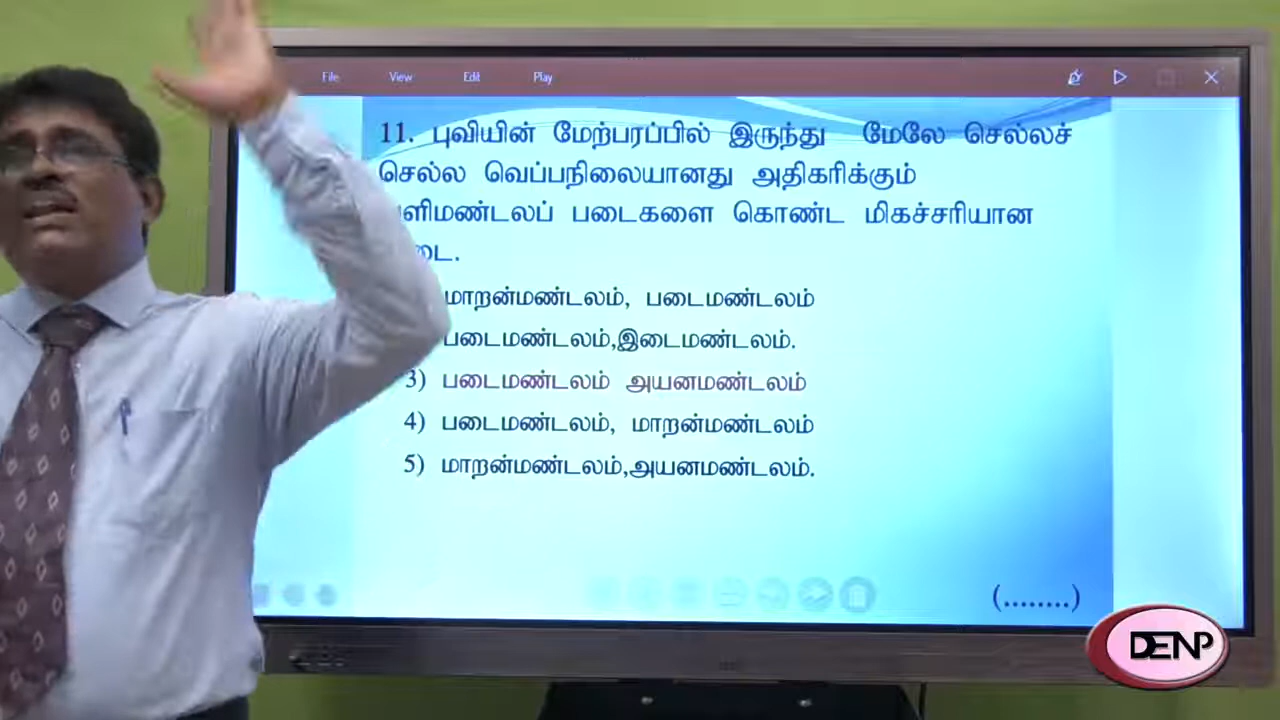 File View Edit Play
11. புவியின் மேற்பரப்பில் இருந்து மேலே செல்லச்
செல்ல வெப்பநிலையானது அதிகரிக்கும்
படைகளை கொண்ட மிகச்சரியான
மாறன்மண்டலம், படைமண்டலம்
படைமண்டலம்,இடைமண்டலம்.
3) படைமண்டலம் அயனமண்டலம்
4) படைமண்டலம், மாறன்மண்டலம்
5) மாறன்மண்டலம்,அயனமண்டலம்.
(........)
DENP